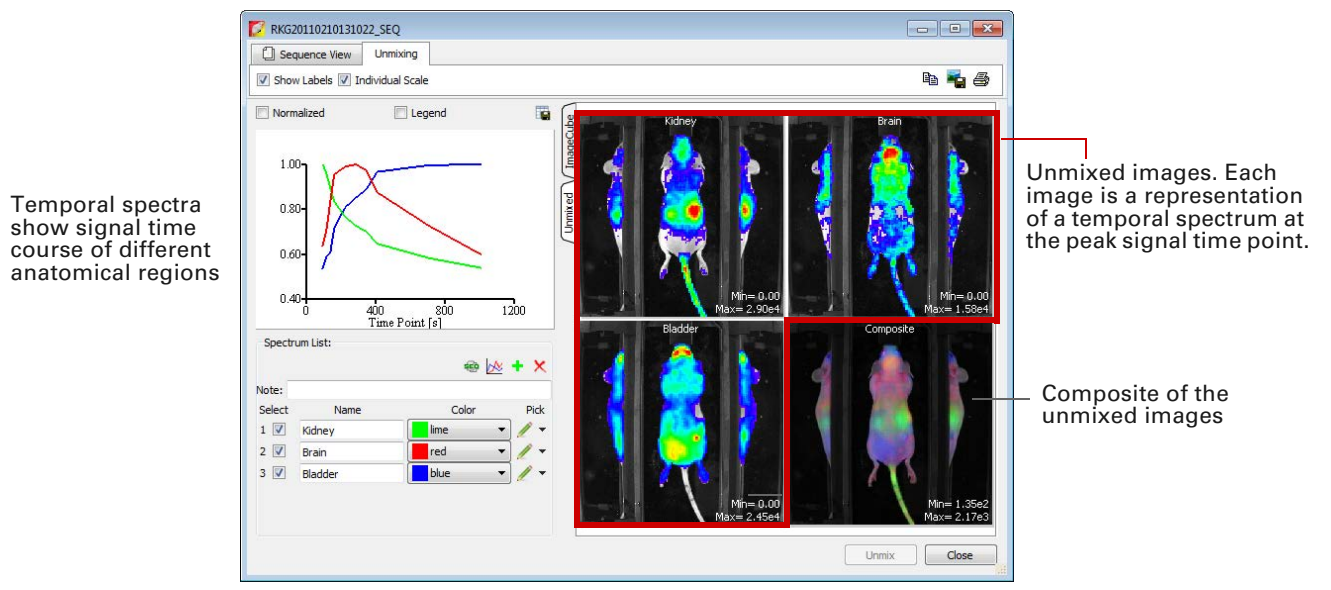 RKG20110210131022_SEQ
Sequence View
Unmixing
Show Labels
Individual Scale
Normalized
Legend
1.00
0.80
0.60
0.40
0
400
800
1200
Time Point [s]
Temporal spectra
show signal time
course of different
anatomical regions
Spectrum List:
SEQ
Note:
Select Name Color Pick
1 Kidney lime
2 Brain red
3 Bladder blue
ImageCube
Unmixed
Kidney
Min= 0.00
Max= 2.90e4
Brain
Min= 0.00
Max= 1.58e4
Bladder
Min= 0.00
Max= 2.45e4
Composite
Min= 1.35e2
Max= 2.17e3
Unmixed images. Each
image is a representation
of a temporal spectrum at
the peak signal time point.
Composite of the
unmixed images
Unmix
Close